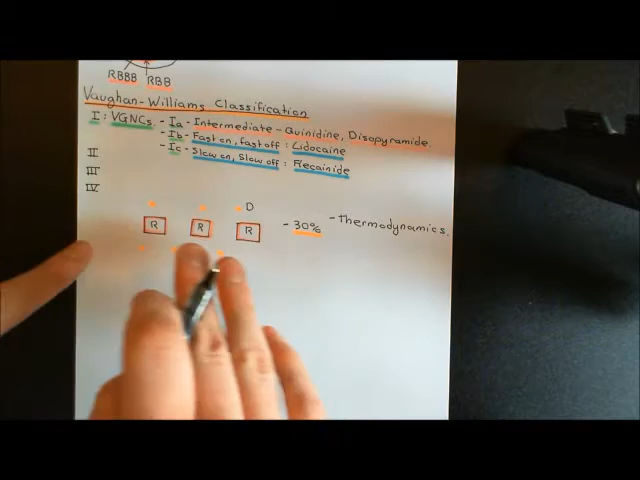 RBBB RBB
Vaughan-Williams Classification
I : VGNCs. - Ia - Intermediate - Quinidine, Disopyramide.
- Ib - Fast on, fast off : Lidocaine
- Ic - Slow on, slow off : Flecainide
II
III
IV
D
R R R - 30% - Thermodynamics.